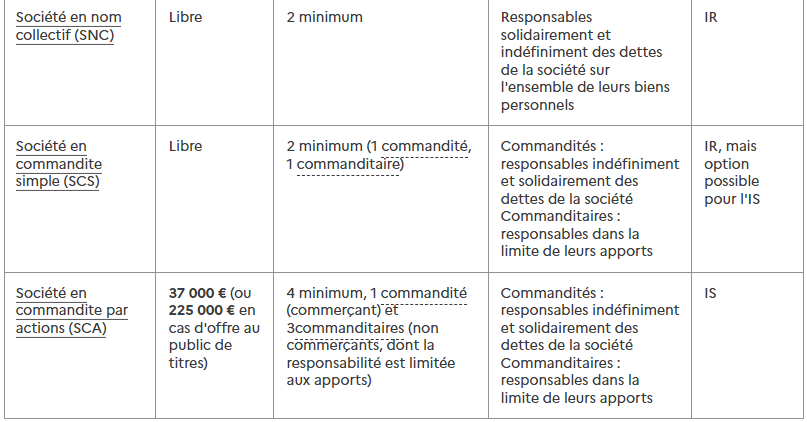 Société en nom
collectif (SNC)
Libre
2 minimum
Responsables
solidairement et
indéfiniment des dettes
de la société sur
l'ensemble de leurs biens
personnels
IR
Société en
commandite
simple (SCS)
Libre
2 minimum (1 commandité,
1 commanditaire)
Commandités :
responsables indéfiniment
et solidairement des
dettes de la société
Commanditaires :
responsables dans la
limite de leurs apports
IR, mais
option
possible
pour l'IS
Société en
commandite par
actions (SCA)
37 000 € (ou
225 000 € en
cas d'offre au
public de
titres)
4 minimum, 1 commandité
(commerçant) et
3commanditaires (non
commerçants, dont la
responsabilité est limitée
aux apports)
Commandités :
responsables indéfiniment
et solidairement des
dettes de la société
Commanditaires :
responsables dans la
limite de leurs apports
IS